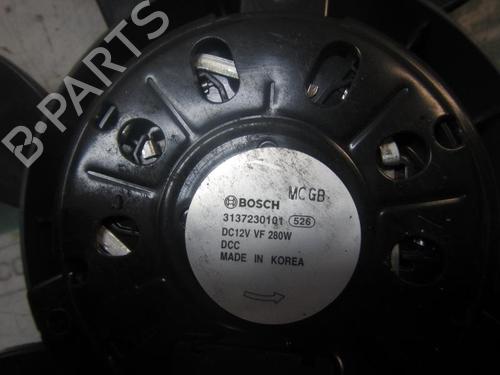 B-PARTS
BOSCH MCGB
3137230101 526
DC12V VF 280W
DCC
MADE IN KOREA